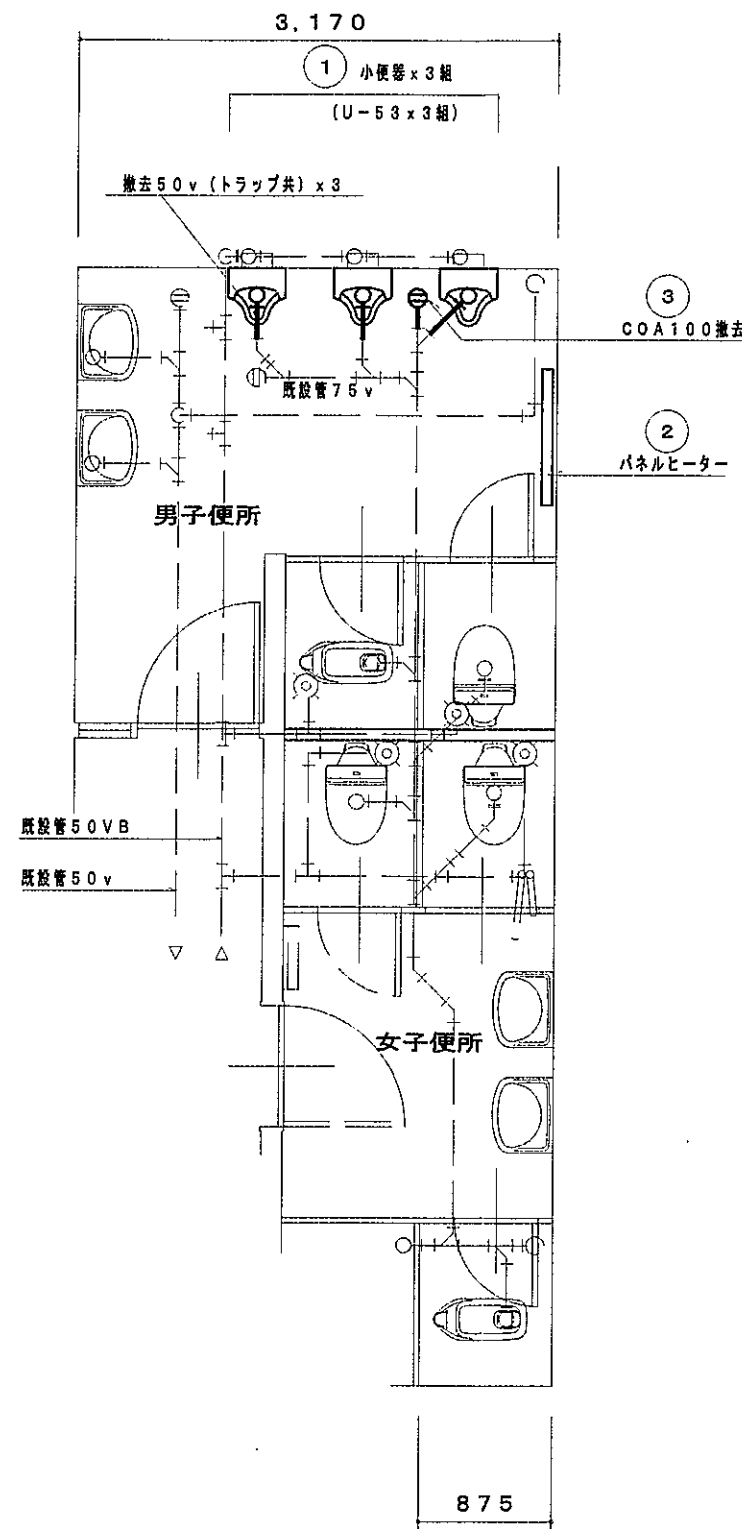 3,170
① 小便器x3組
(U-53x3組)
撤去50v(トラップ共)x3
③
COA100撤去
既設管75v
②
パネルヒーター
男子便所
既設管50VB
既設管50v
▽ △
女子便所
875